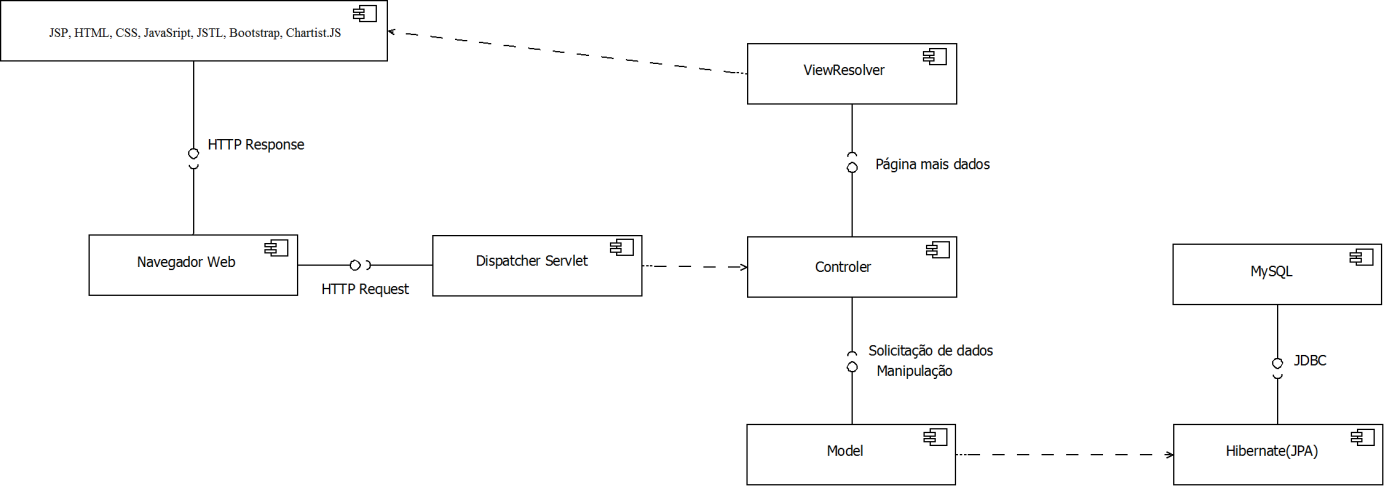 JSP, HTML, CSS, JavaSript, JSTL, Bootstrap, Chartist.JS
ViewResolver
HTTP Response
Página mais dados
Navegador Web
Dispatcher Servlet
Controler
MySQL
HTTP Request
Solicitação de dados
Manipulação
JDBC
Model
Hibernate(JPA)